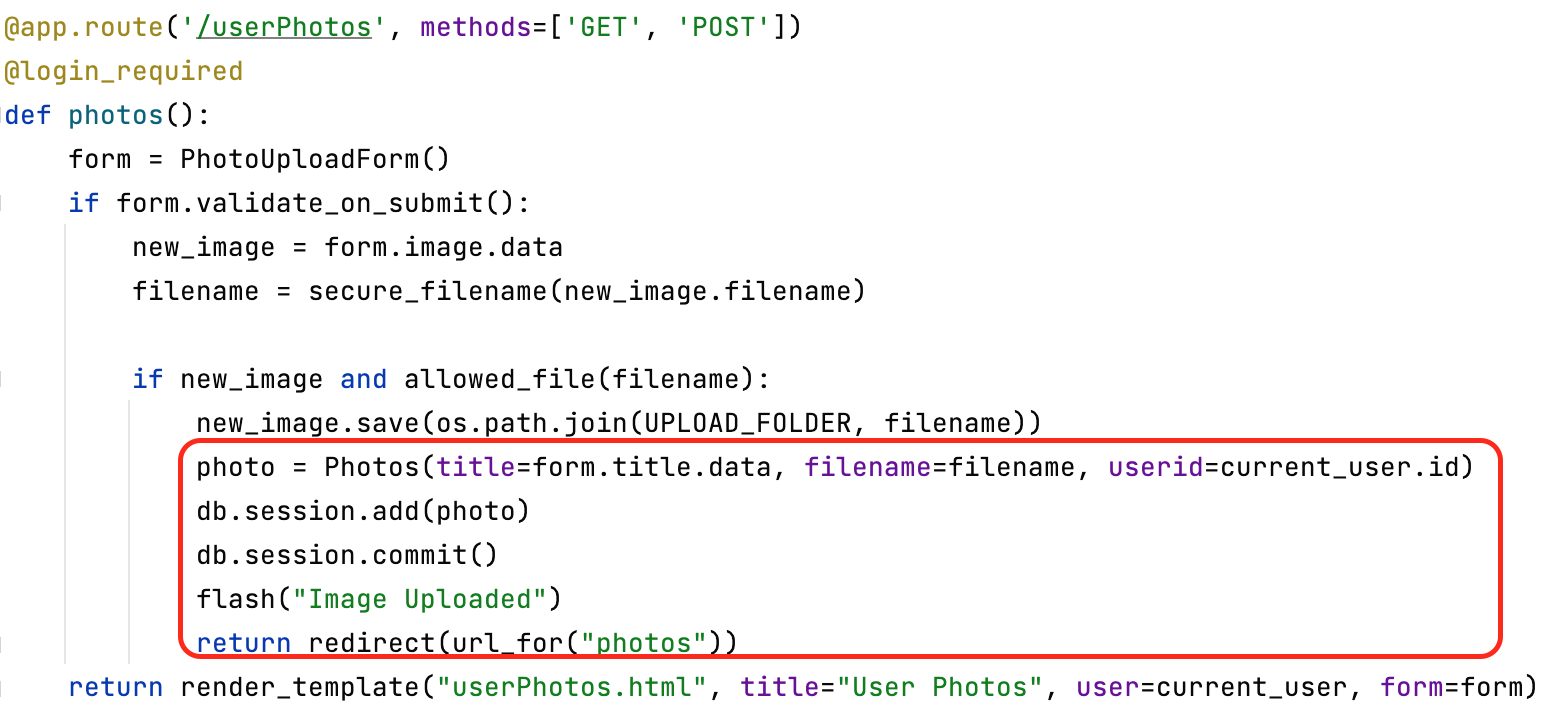 @app.route('/userPhotos', methods=['GET', 'POST'])
@login_required
def photos():
    form = PhotoUploadForm()
    if form.validate_on_submit():
        new_image = form.image.data
        filename = secure_filename(new_image.filename)

        if new_image and allowed_file(filename):
            new_image.save(os.path.join(UPLOAD_FOLDER, filename))
            photo = Photos(title=form.title.data, filename=filename, userid=current_user.id)
            db.session.add(photo)
            db.session.commit()
            flash("Image Uploaded")
            return redirect(url_for("photos"))
    return render_template("userPhotos.html", title="User Photos", user=current_user, form=form)